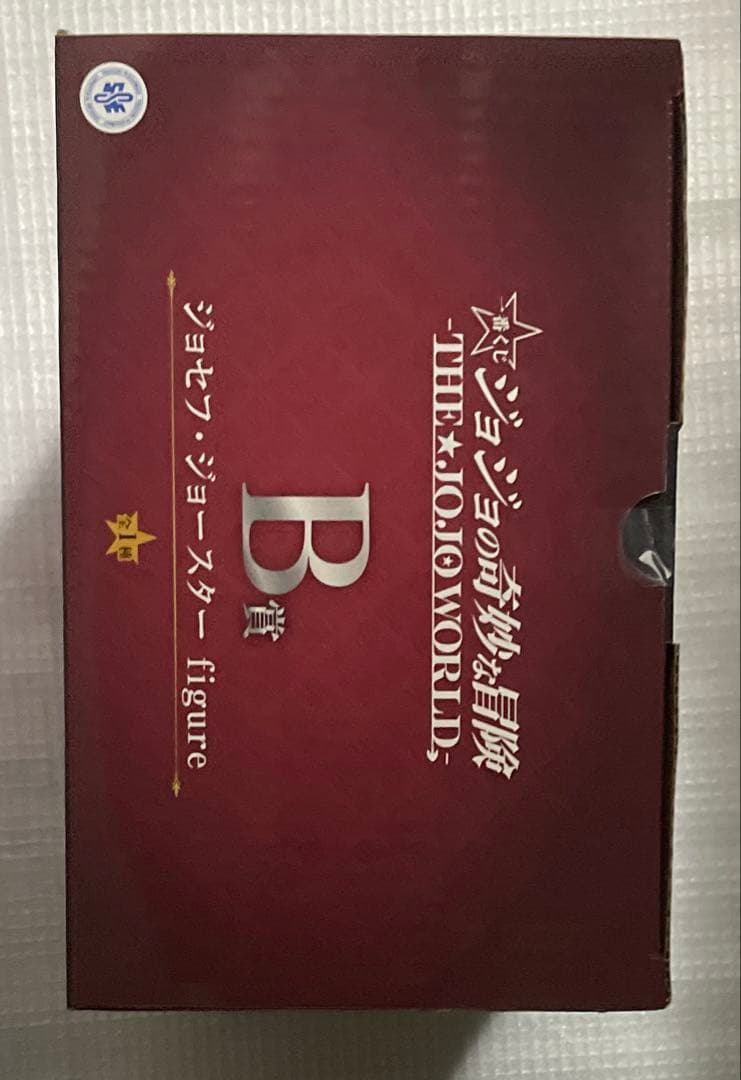 一番くじ
ジョジョの奇妙な冒険
-THE★JOJO WORLD-
B賞
ジョセフ・ジョースター figure
全1種